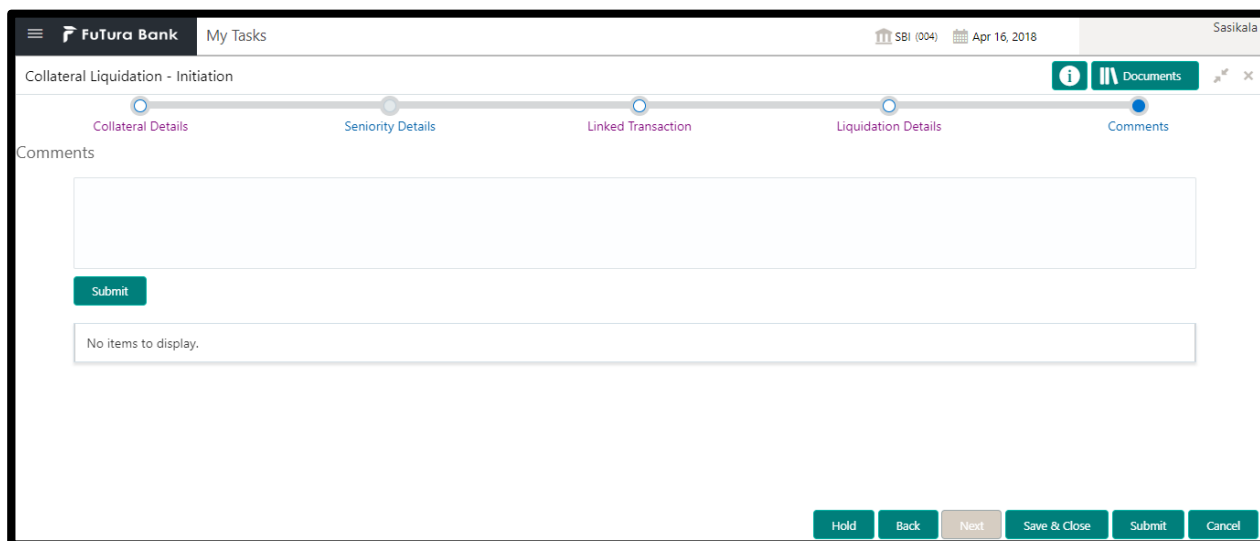 FuTura Bank My Tasks SBI (004) Apr 16, 2018 Sasikala
Collateral Liquidation - Initiation Documents
Collateral Details Seniority Details Linked Transaction Liquidation Details Comments
Comments
Submit
No items to display.
Hold Back Next Save & Close Submit Cancel